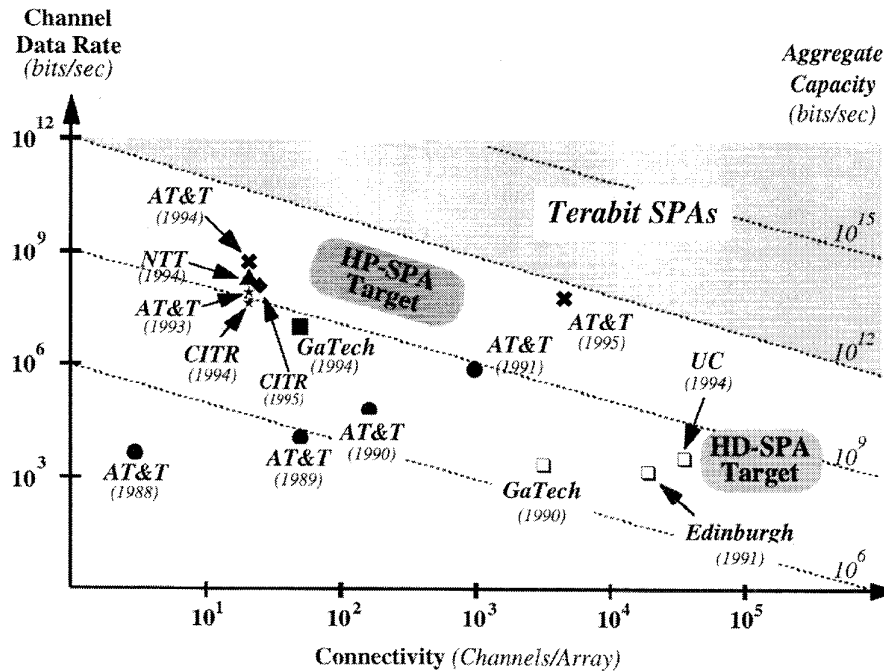 Channel
Data Rate
(bits/sec)
Aggregate
Capacity
(bits/sec)
10^12
AT&T
(1994)
Terabit SPAs
10^15
10^9
NTT
(1994)
HP-SPA
Target
AT&T
(1993)
AT&T
(1995)
CITR
(1994)
GaTech
(1994)
CITR
(1995)
AT&T
(1991)
UC
(1994)
10^12
10^6
AT&T
(1990)
HD-SPA
Target
10^9
10^3
AT&T
(1988)
AT&T
(1989)
GaTech
(1990)
Edinburgh
(1991)
10^6
10^1
10^2
10^3
10^4
10^5
Connectivity (Channels/Array)